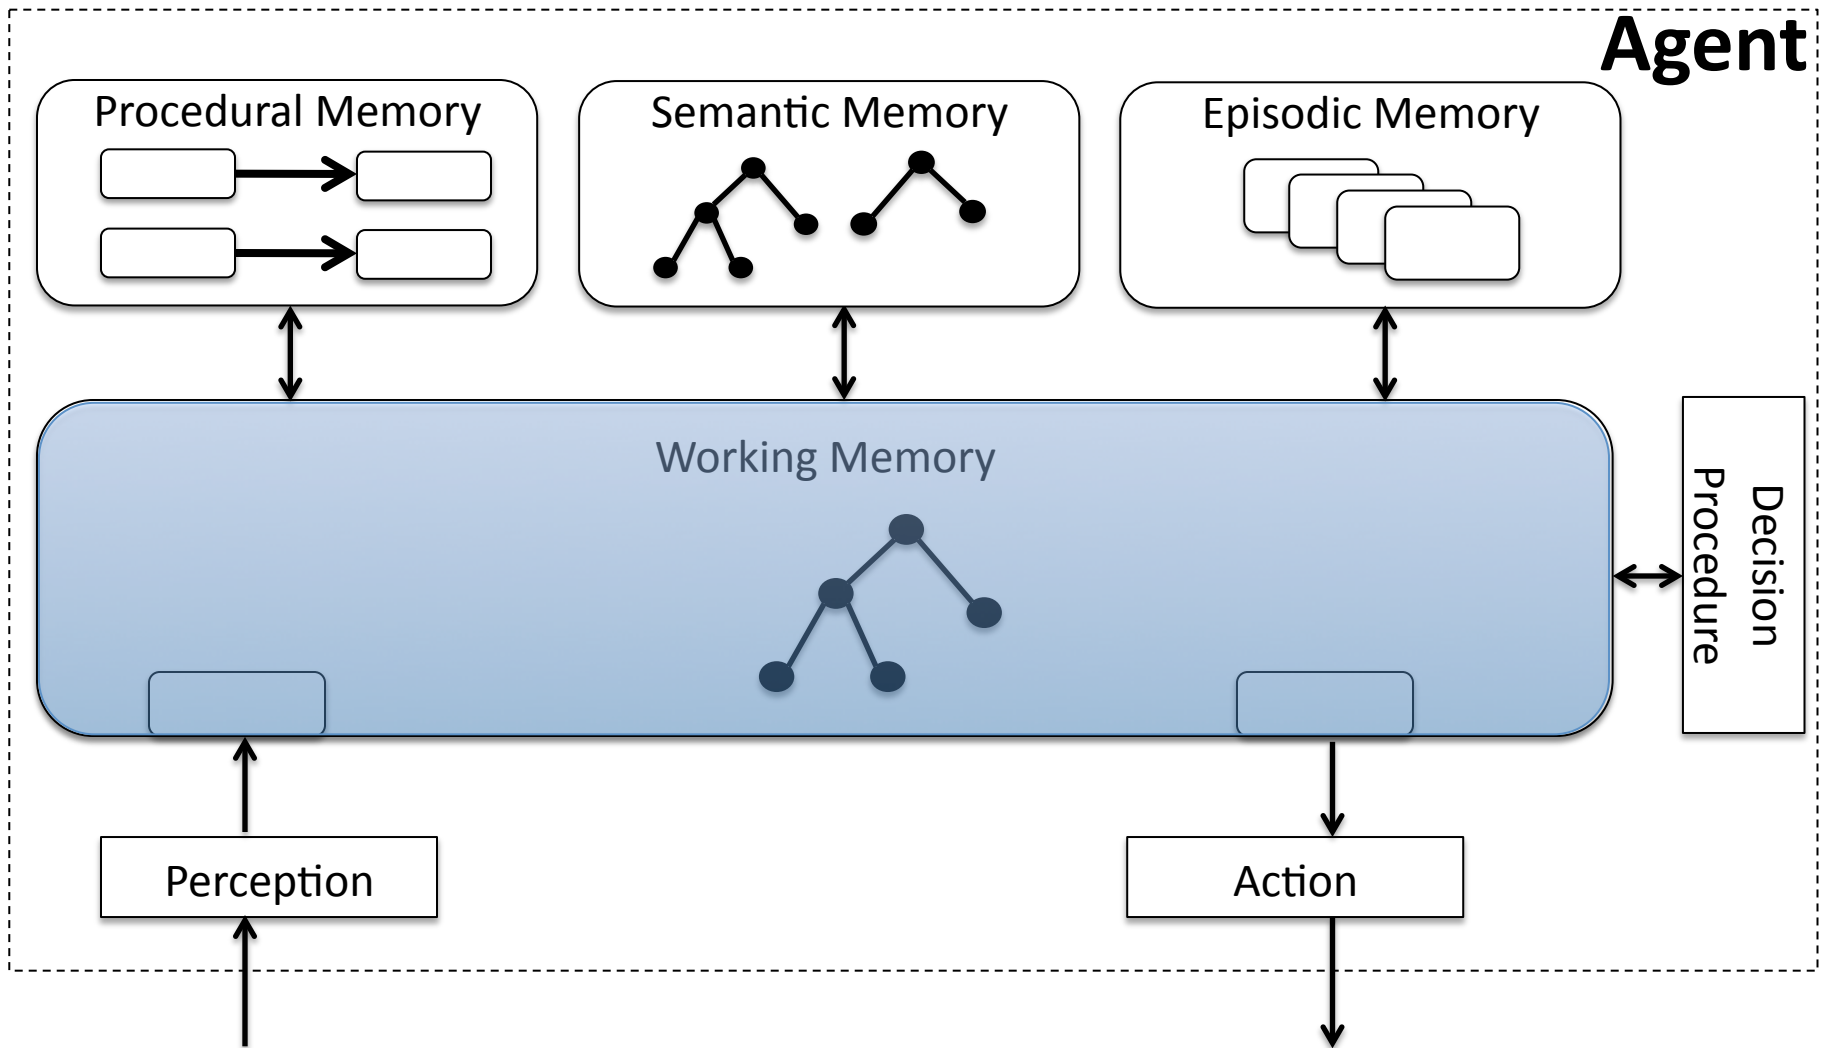 Agent
Procedural Memory
Semantic Memory
Episodic Memory
Working Memory
Decision
Procedure
Perception
Action